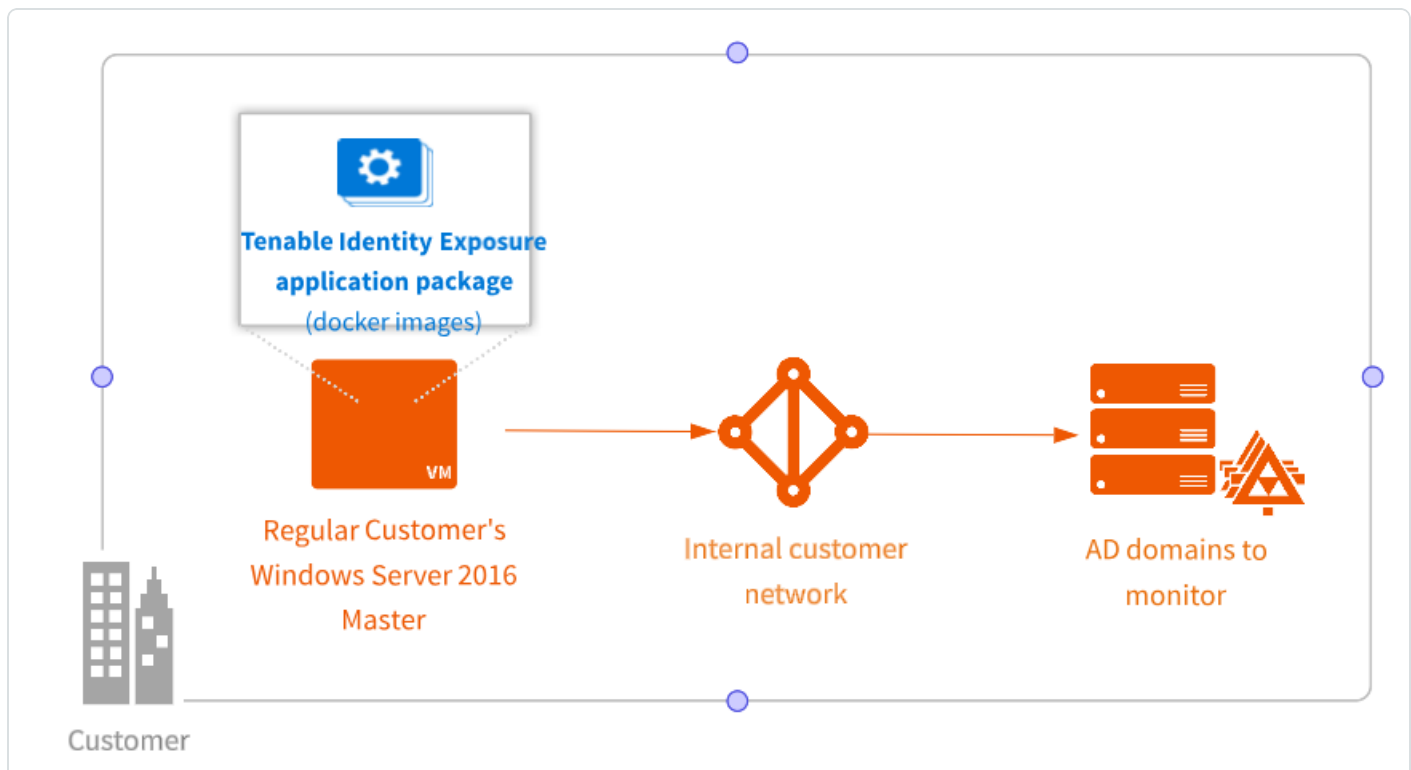 Tenable Identity Exposure
application package
(docker images)
VM
Regular Customer's
Windows Server 2016
Master
Internal customer
network
AD domains to
monitor
Customer